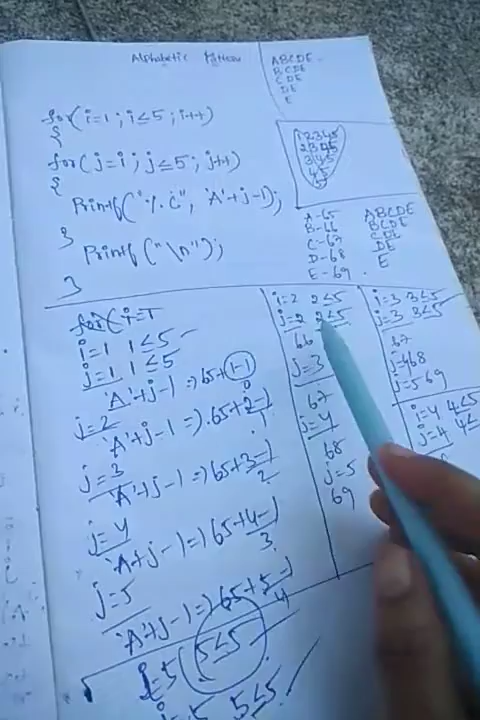 Alphabetic Pattern
ABCDE
BCDE
CDE
DE
E
for(i=1; i≤5; i++)
{
for(j=i; j≤5; j++)
{
Printf("%c", 'A'+j-1);
}
Printf("\n");
}
12345
2345
345
45
5
A-65
B-66
C-67
D-68
E-69
ABCDE
BCDE
CDE
DE
E
for(i=1
i=1 1≤5
j=1 1≤5
'A'+j-1 => 65+1-1
0
j=2
'A'+j-1 => 65+2-1
1
j=3
'A'+j-1 => 65+3-1
2
j=4
'A'+j-1 => 65+4-1
3
j=5
'A'+j-1 => 65+5-1
4
i=2 2≤5
j=2 2≤5
66
j=3
67
j=4
68
j=5
69
i=3 3≤5
j=3 3≤5
67
j=4 68
j=5 69
i=4 4≤5
j=4 4≤
i=5 5≤5
5≤5